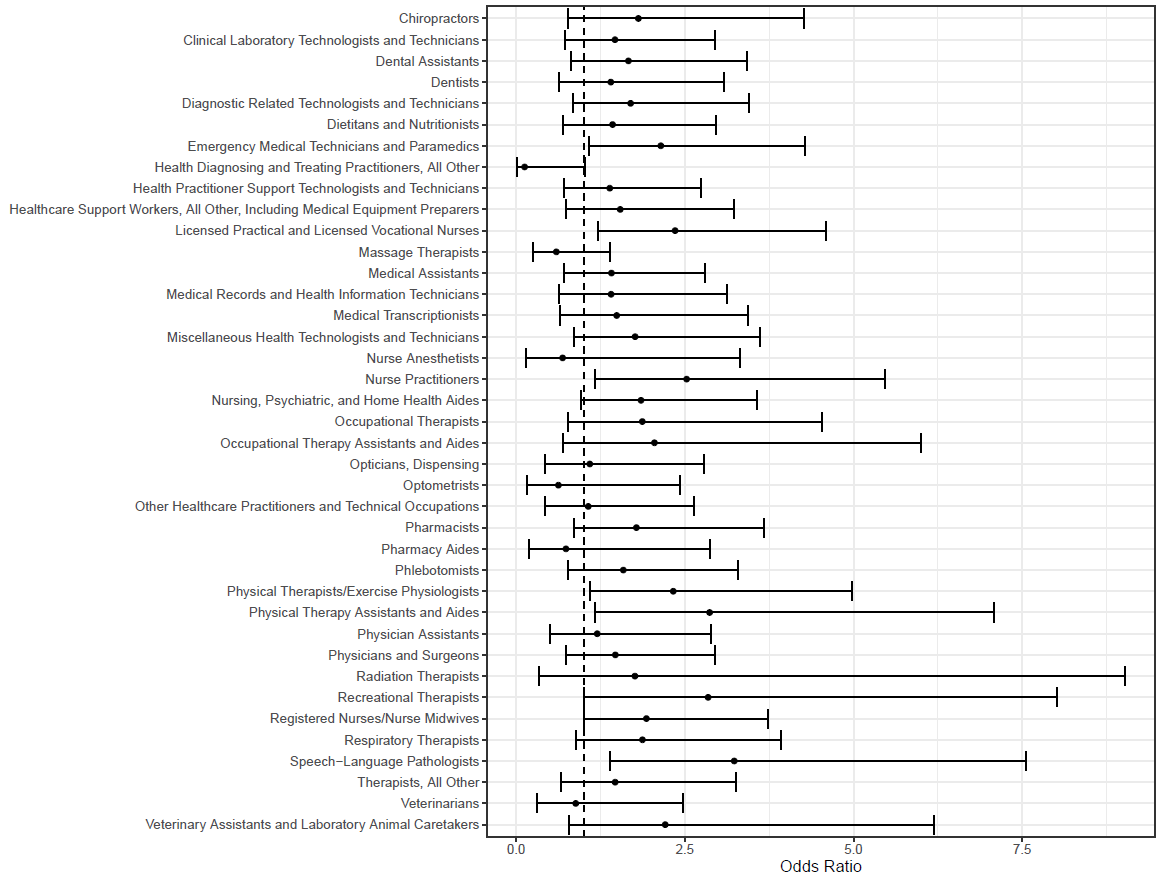 Chiropractors
Clinical Laboratory Technologists and Technicians
Dental Assistants
Dentists
Diagnostic Related Technologists and Technicians
Dietitans and Nutritionists
Emergency Medical Technicians and Paramedics
Health Diagnosing and Treating Practitioners, All Other
Health Practitioner Support Technologists and Technicians
Healthcare Support Workers, All Other, Including Medical Equipment Preparers
Licensed Practical and Licensed Vocational Nurses
Massage Therapists
Medical Assistants
Medical Records and Health Information Technicians
Medical Transcriptionists
Miscellaneous Health Technologists and Technicians
Nurse Anesthetists
Nurse Practitioners
Nursing, Psychiatric, and Home Health Aides
Occupational Therapists
Occupational Therapy Assistants and Aides
Opticians, Dispensing
Optometrists
Other Healthcare Practitioners and Technical Occupations
Pharmacists
Pharmacy Aides
Phlebotomists
Physical Therapists/Exercise Physiologists
Physical Therapy Assistants and Aides
Physician Assistants
Physicians and Surgeons
Radiation Therapists
Recreational Therapists
Registered Nurses/Nurse Midwives
Respiratory Therapists
Speech−Language Pathologists
Therapists, All Other
Veterinarians
Veterinary Assistants and Laboratory Animal Caretakers
0.0 2.5 5.0 7.5
Odds Ratio